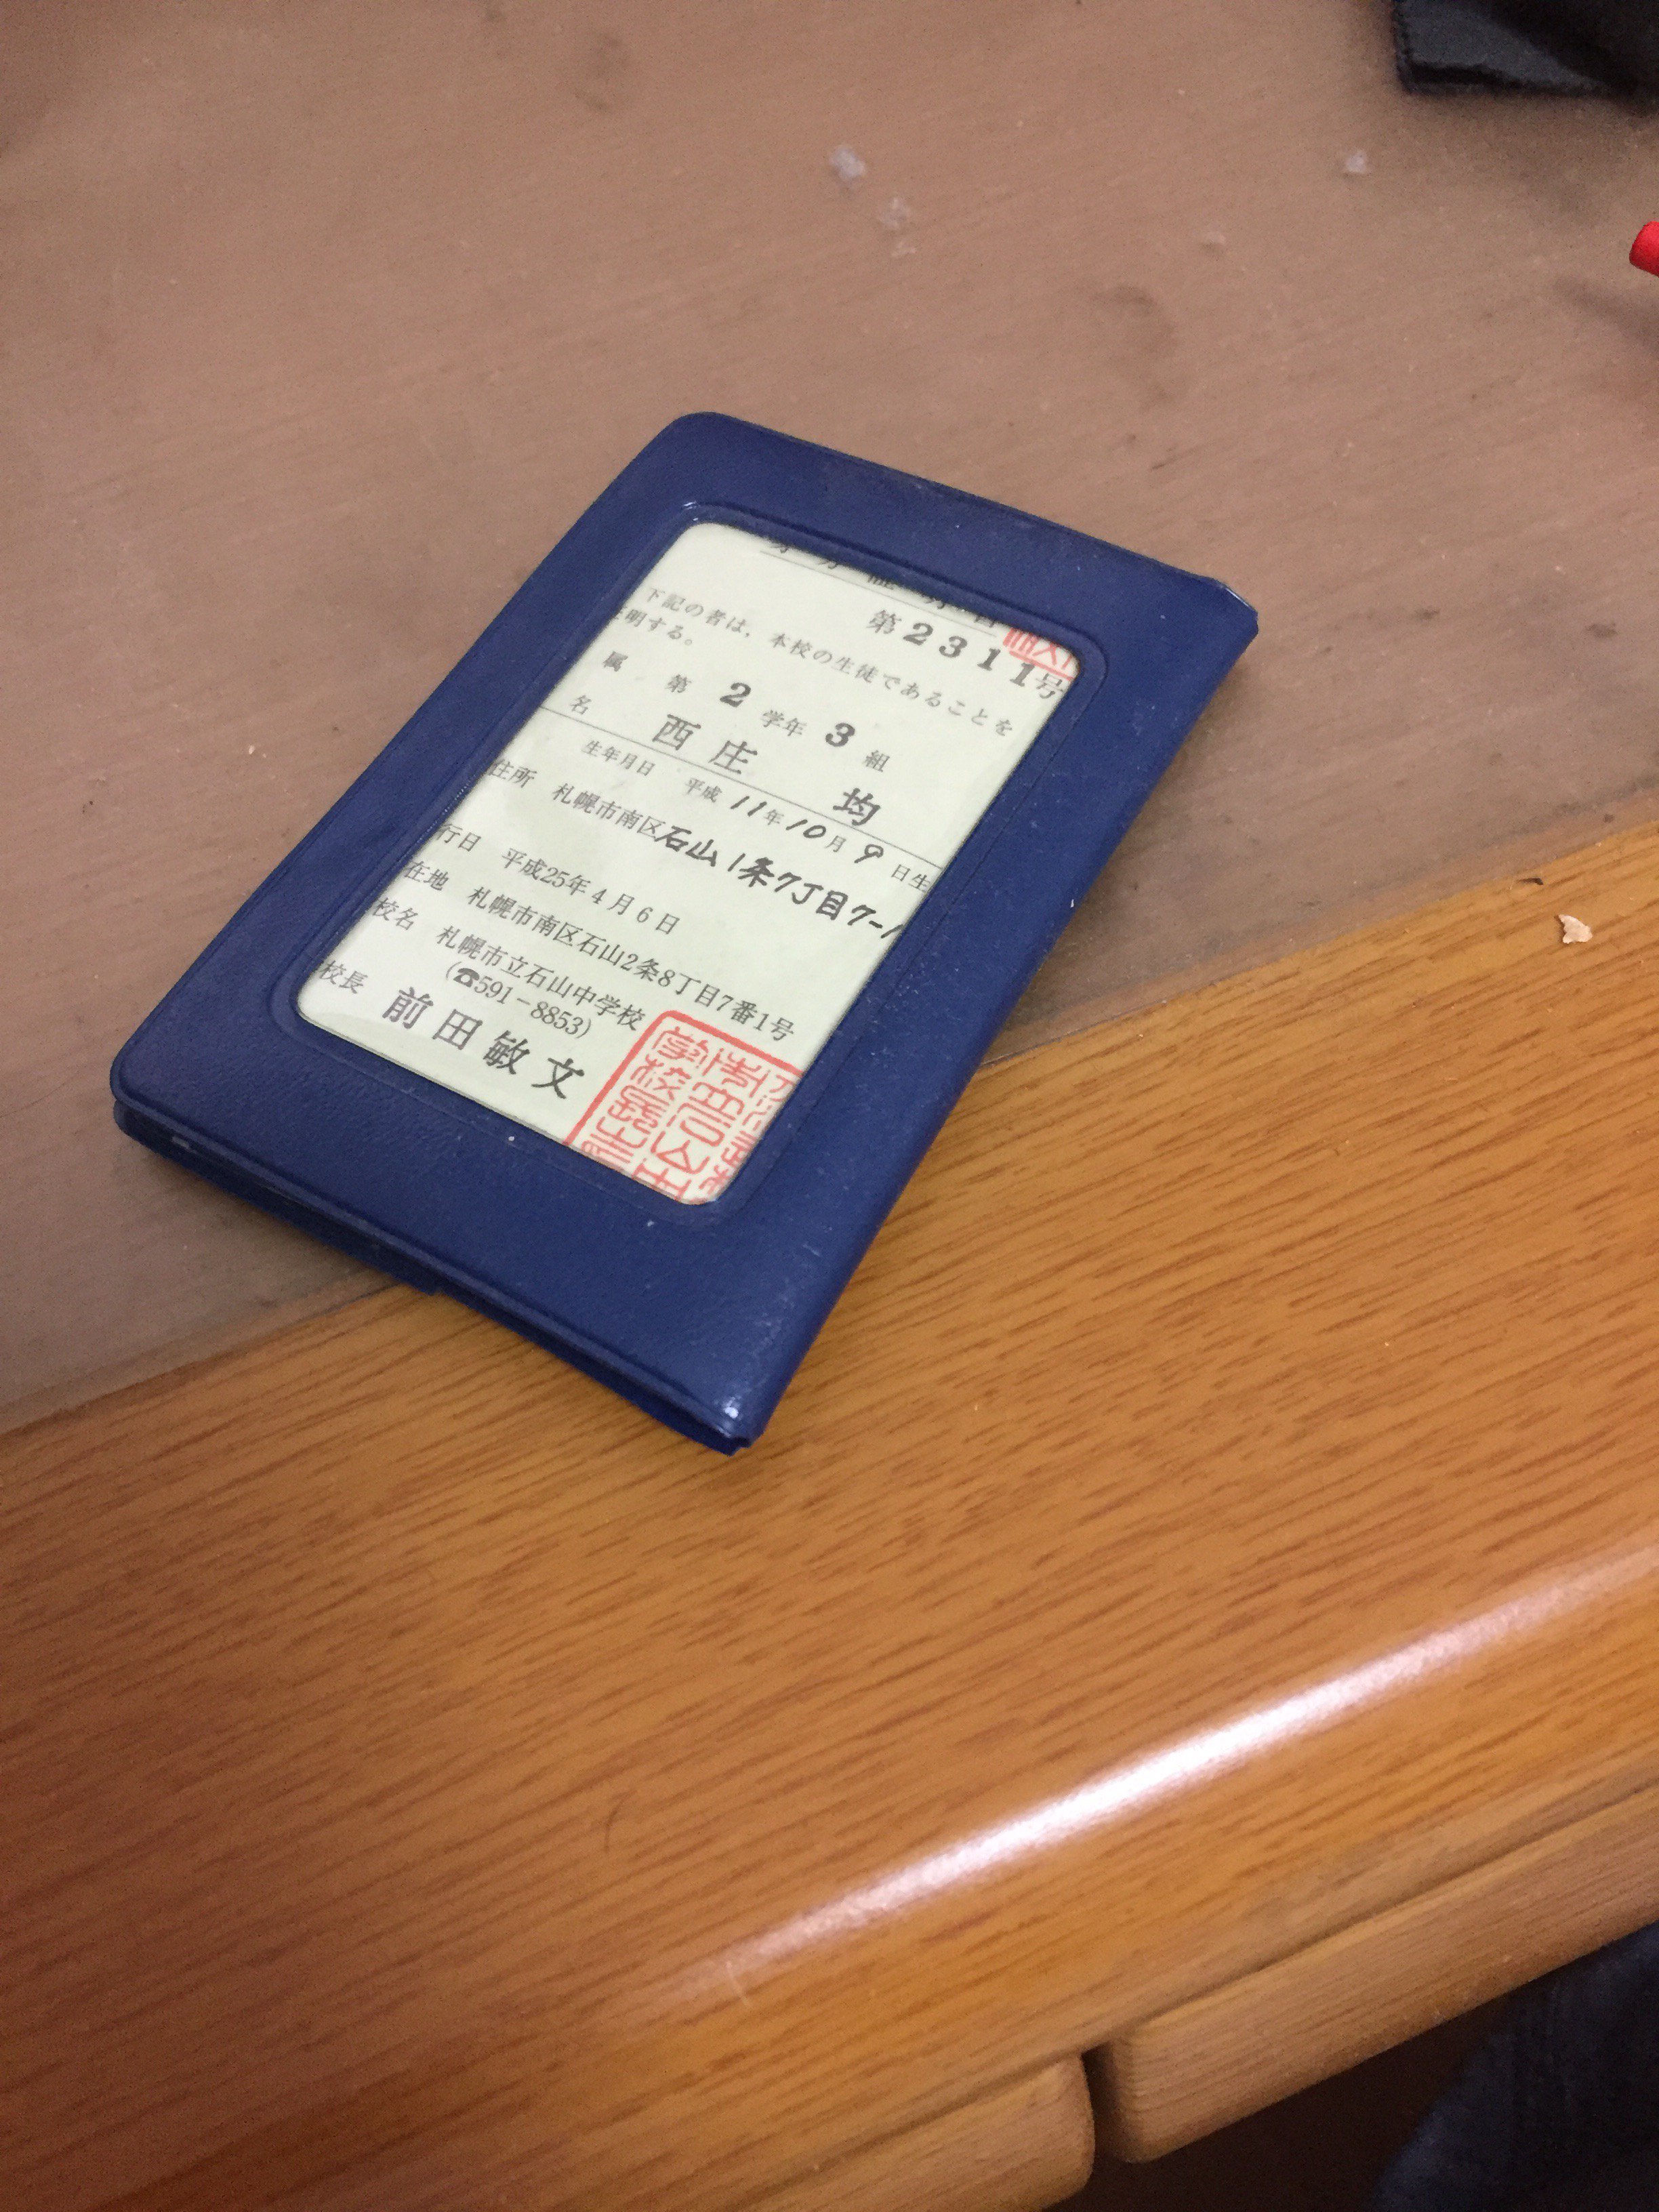 身分証明書
第2311号
下記の者は、本校の生徒であることを
証明する。
属 第 2 学年 3 組
名 西庄 均
生年月日 平成 11年10月9日生
住所 札幌市南区石山1条7丁目7-1
行日 平成25年4月6日
在地 札幌市南区石山2条8丁目7番1号
校名 札幌市立石山中学校
(☎591-8853)
校長 前田敏文